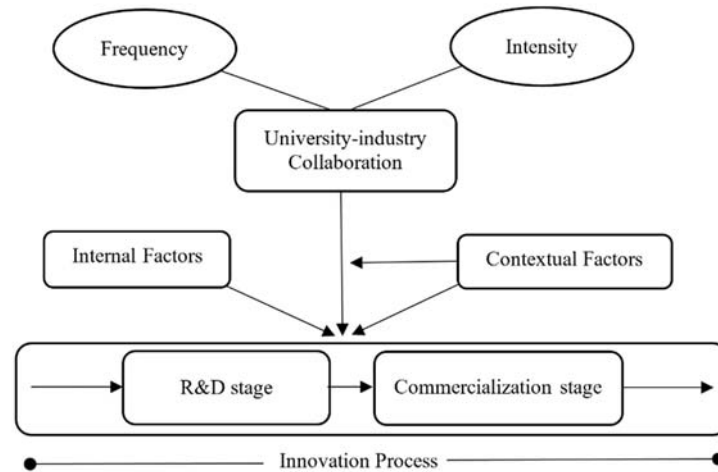 Frequency
Intensity
University-industry
Collaboration
Internal Factors
Contextual Factors
R&D stage
Commercialization stage
Innovation Process